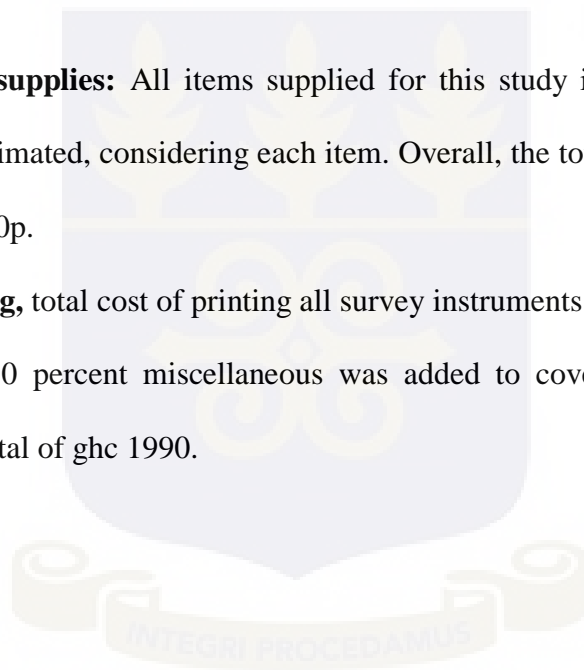 supplies: All items supplied for this study i
imated, considering each item. Overall, the to
0p.
g, total cost of printing all survey instruments
0 percent miscellaneous was added to cove
tal of ghc 1990.
INTEGRI PROCEDAMUS